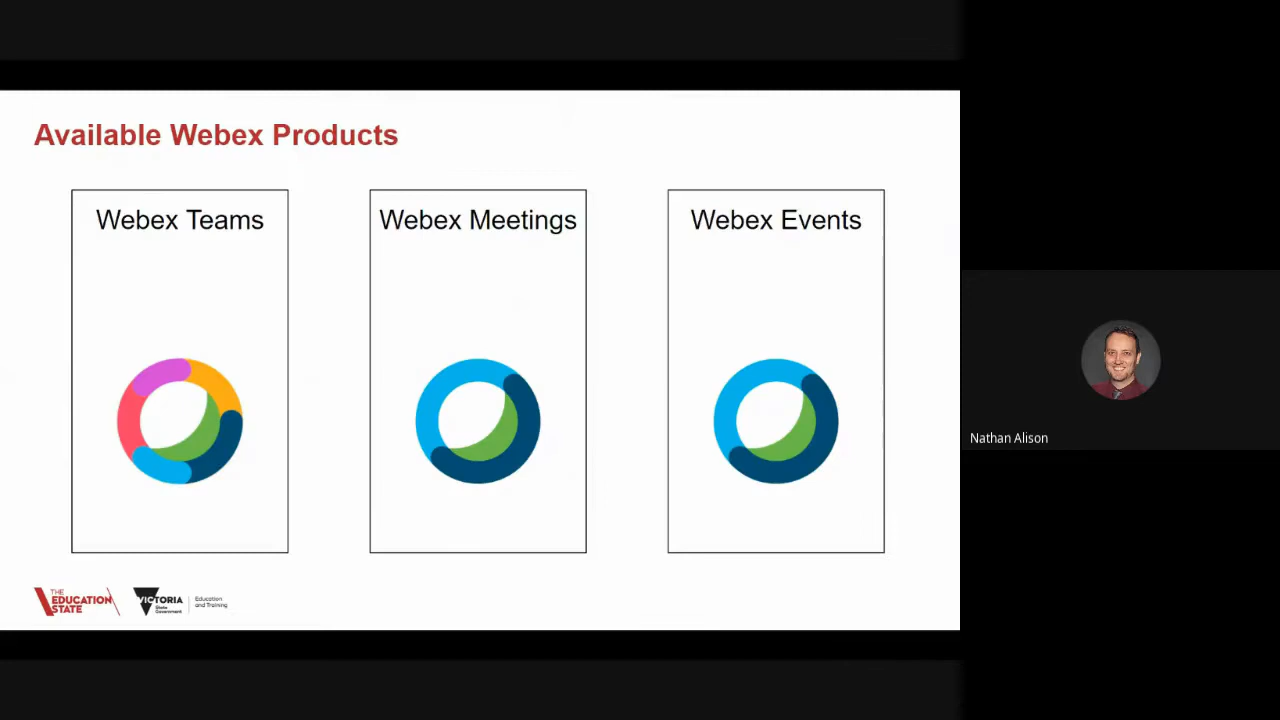 Available Webex Products
Webex Teams
Webex Meetings
Webex Events
Nathan Alison
THE
EDUCATION
STATE
VICTORIA
State
Government
Education
and Training